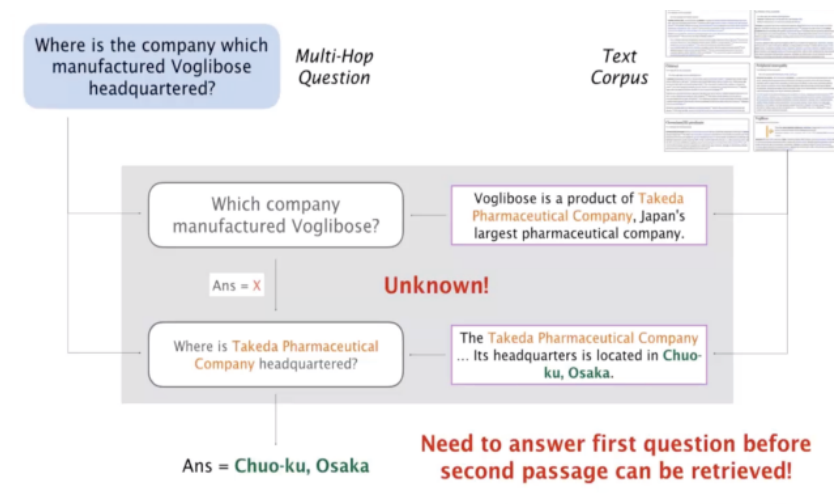 Where is the company which
manufactured Voglibose
headquartered?
Multi-Hop
Question
Text
Corpus
Which company
manufactured Voglibose?
Voglibose is a product of Takeda
Pharmaceutical Company, Japan's
largest pharmaceutical company.
Ans = X
Unknown!
Where is Takeda Pharmaceutical
Company headquartered?
The Takeda Pharmaceutical Company
... Its headquarters is located in Chuo-
ku, Osaka.
Ans = Chuo-ku, Osaka
Need to answer first question before
second passage can be retrieved!